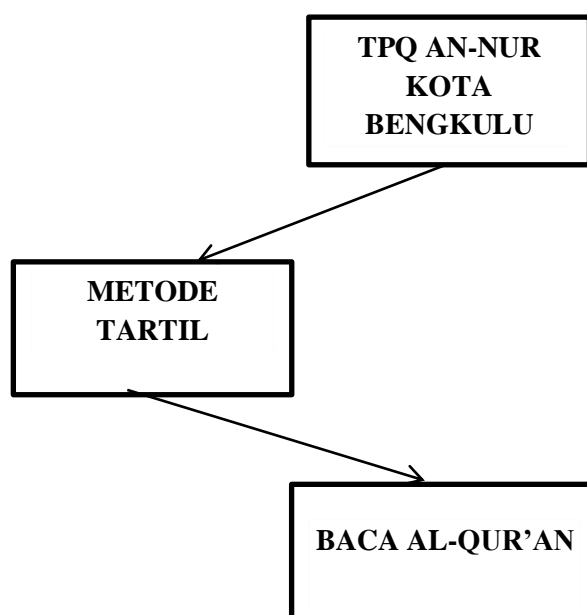 TPQ AN-NUR
KOTA
BENGKULU
METODE
TARTIL
BACA AL-QUR’AN